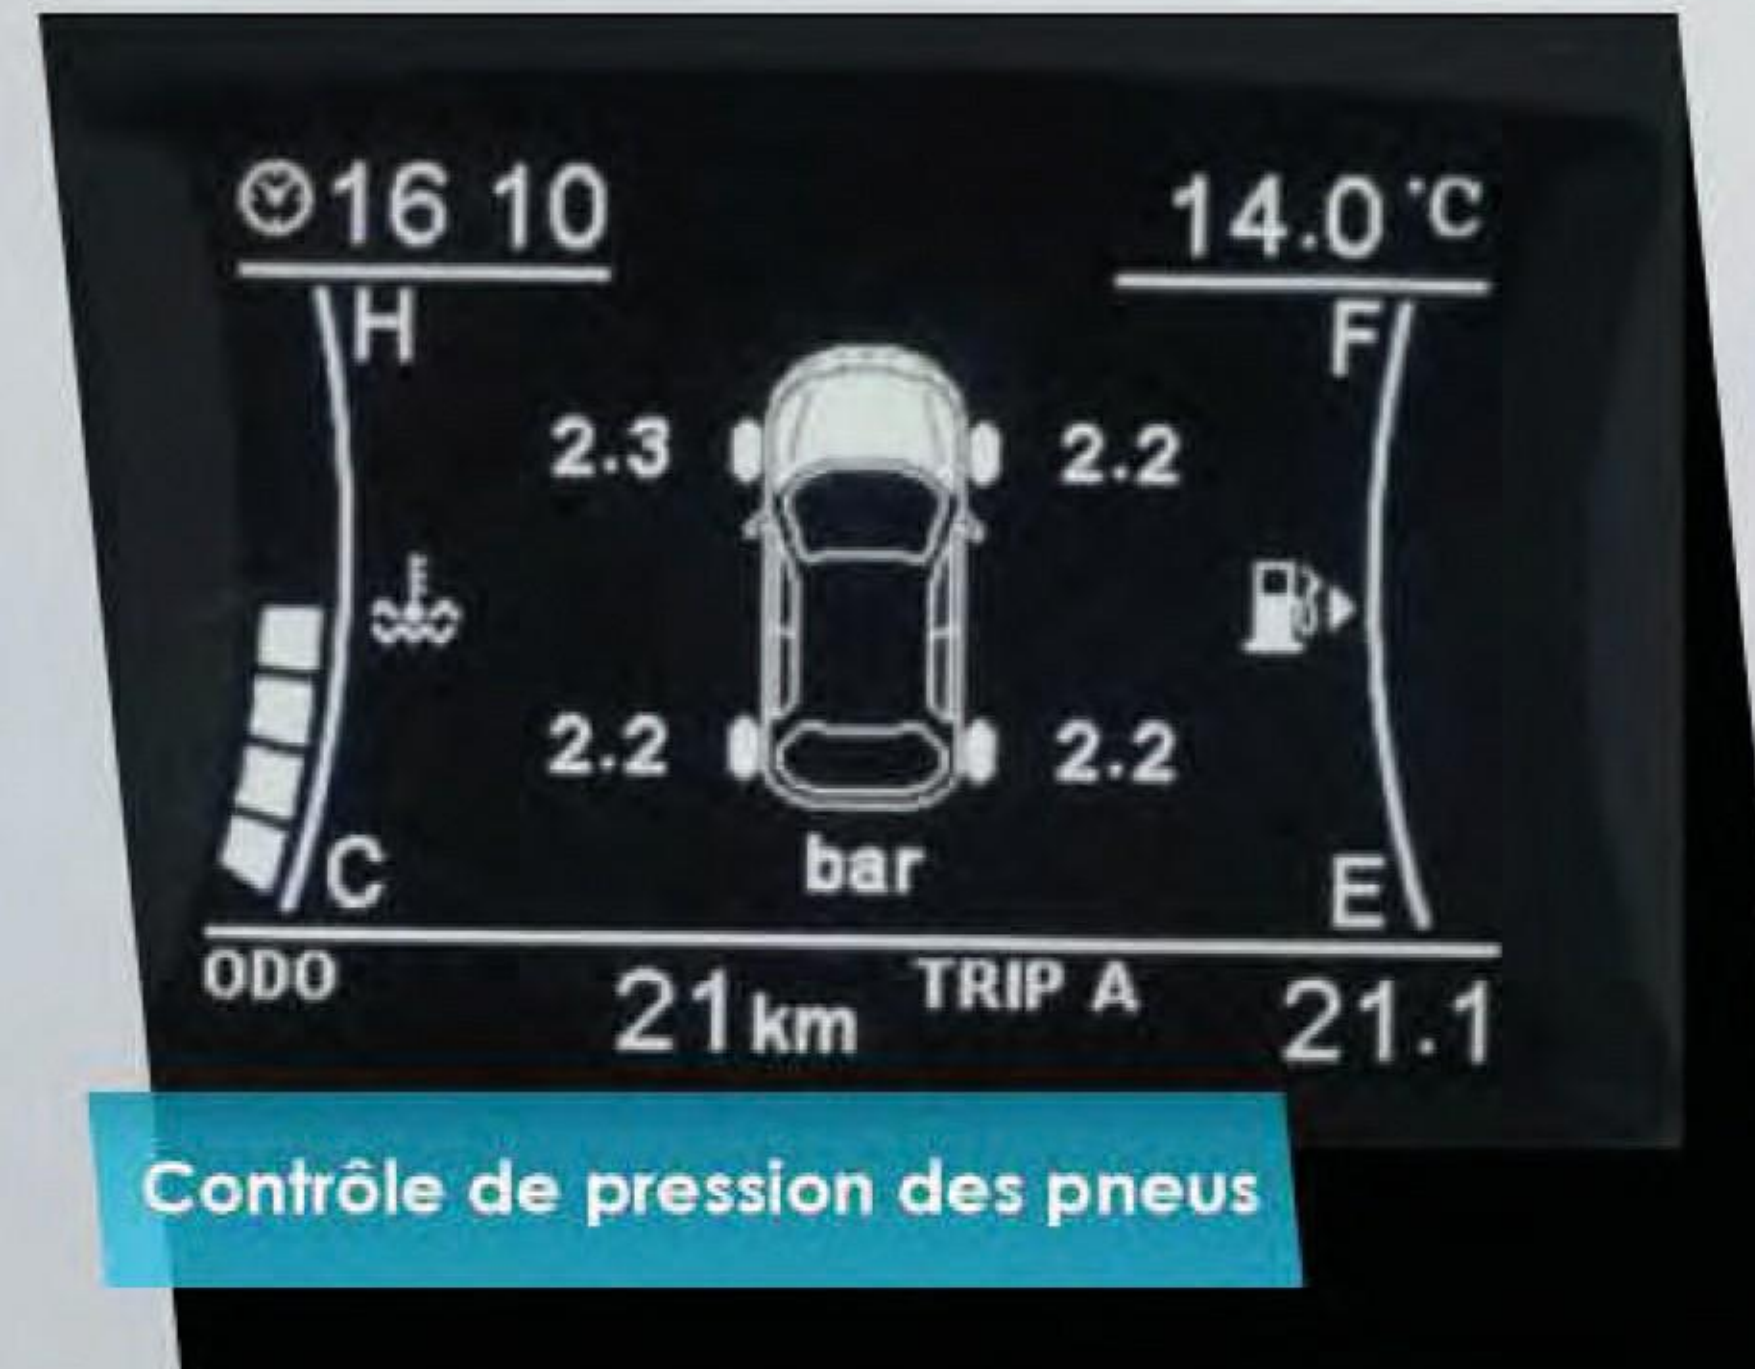 16 10
14.0 °C
H
F
2.3
2.2
2.2
2.2
C
bar
E
ODO
21 km
TRIP A
21.1
Contrôle de pression des pneus